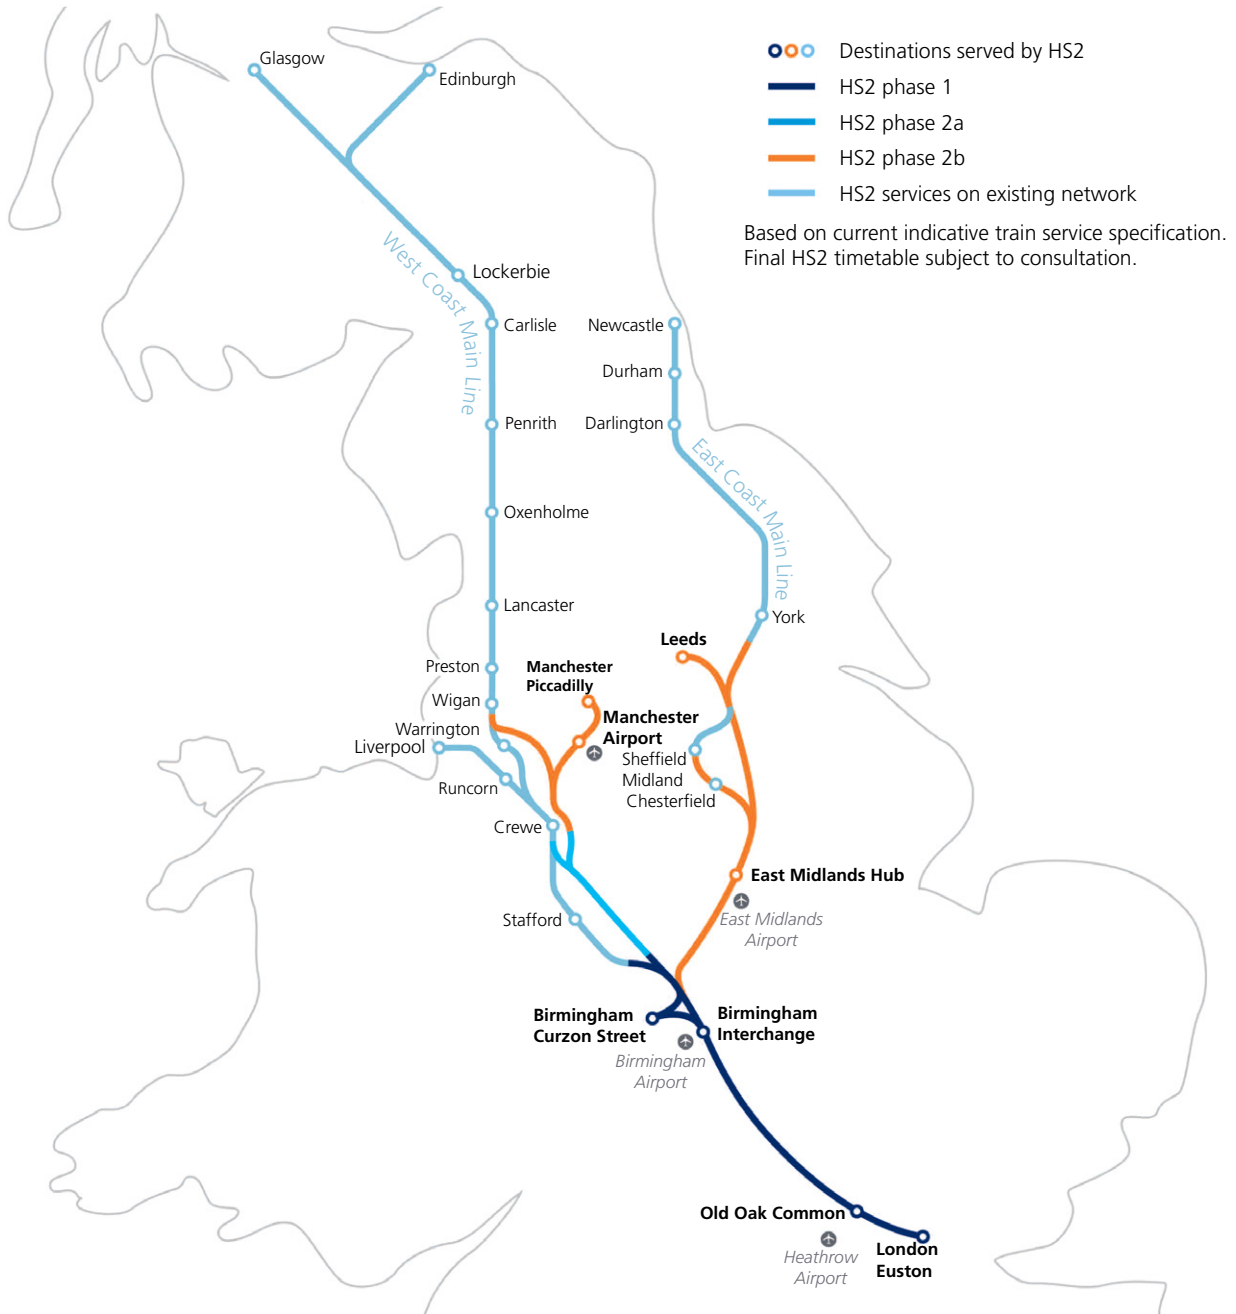 Glasgow
Edinburgh
Destinations served by HS2
HS2 phase 1
HS2 phase 2a
HS2 phase 2b
HS2 services on existing network
Based on current indicative train service specification.
Final HS2 timetable subject to consultation.
West Coast Main Line
Lockerbie
Carlisle
Newcastle
Durham
Penrith
Darlington
East Coast Main Line
Oxenholme
Lancaster
York
Leeds
Preston
Manchester
Piccadilly
Wigan
Manchester
Airport
Warrington
Liverpool
Sheffield
Midland
Runcorn
Chesterfield
Crewe
East Midlands Hub
Stafford
East Midlands
Airport
Birmingham
Curzon Street
Birmingham
Interchange
Birmingham
Airport
Old Oak Common
London
Euston
Heathrow
Airport